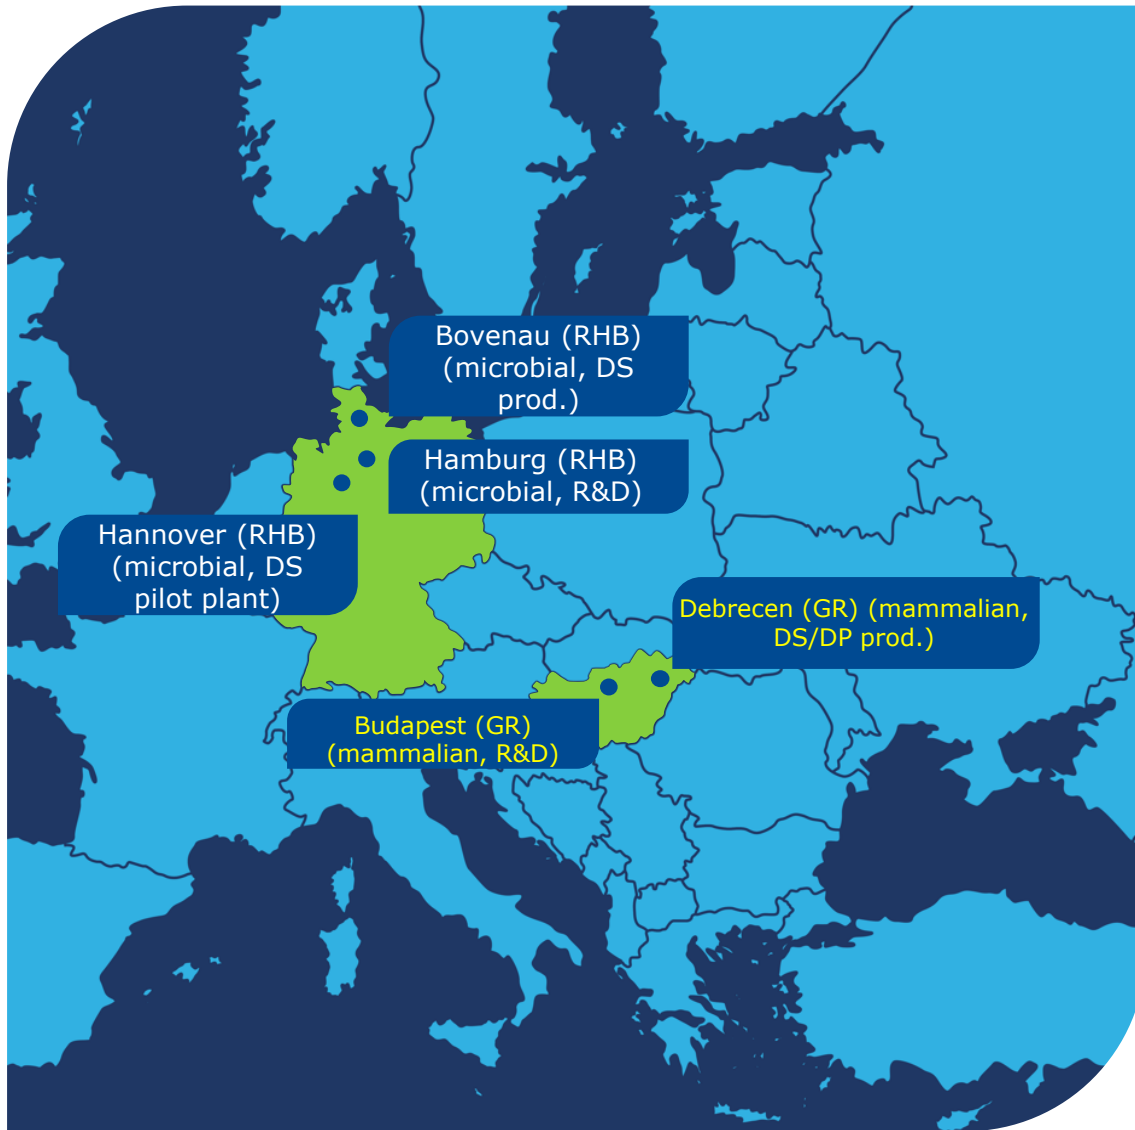 Bovenau (RHB)
(microbial, DS
prod.)
Hamburg (RHB)
(microbial, R&D)
Hannover (RHB)
(microbial, DS
pilot plant)
Debrecen (GR) (mammalian,
DS/DP prod.)
Budapest (GR)
(mammalian, R&D)